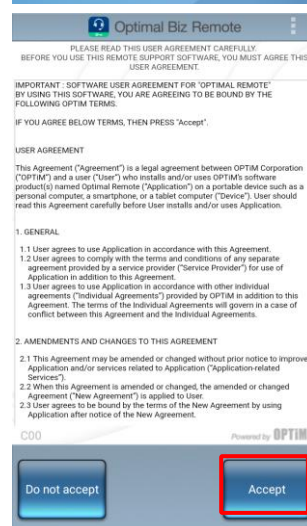 Optimal Biz Remote
PLEASE READ THIS USER AGREEMENT CAREFULLY.
BEFORE YOU USE THIS REMOTE SUPPORT SOFTWARE, YOU MUST AGREE THIS
USER AGREEMENT.
IMPORTANT : SOFTWARE USER AGREEMENT FOR "OPTIMAL REMOTE"
BY USING THIS SOFTWARE, YOU ARE AGREEING TO BE BOUND BY THE
FOLLOWING OPTIM TERMS.
IF YOU AGREE BELOW TERMS, THEN PRESS "Accept".
USER AGREEMENT
This Agreement ("Agreement") is a legal agreement between OPTiM Corporation
("OPTiM") and a user ("User") who installs and/or uses OPTiM's software
product(s) named Optimal Remote ("Application") on a portable device such as a
personal computer, a smartphone, or a tablet computer ("Device"). User should
read this Agreement carefully before User installs and/or uses Application.
1. GENERAL
1.1 User agrees to use Application in accordance with this Agreement.
1.2 User agrees to comply with the terms and conditions of any separate
agreement provided by a service provider ("Service Provider") for use of
Application in addition to this Agreement.
1.3 User agrees to use Application in accordance with other individual
agreements ("Individual Agreements") provided by OPTiM in addition to this
Agreement. The terms of the Individual Agreements will govern in a case of
conflict between this Agreement and the Individual Agreements.
2. AMENDMENTS AND CHANGES TO THIS AGREEMENT
2.1 This Agreement may be amended or changed without prior notice to improve
Application and/or services related to Application ("Application-related
Services").
2.2 When this Agreement is amended or changed, the amended or changed
Agreement ("New Agreement") is applied to User.
2.3 User agrees to be bound by the terms of the New Agreement by using
Application after notice of the New Agreement.
C00
Powered by OPTiM
Do not accept
Accept